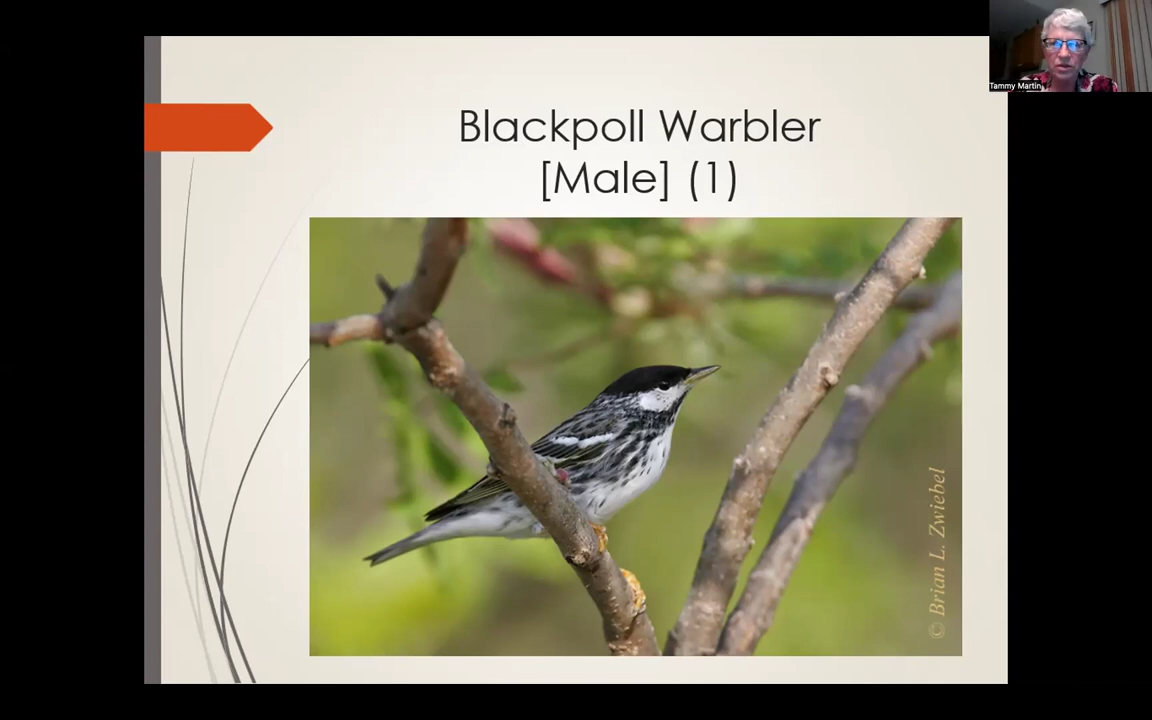 Tammy Martin
Blackpoll Warbler
[Male] (1)
© Brian L. Zwiebel